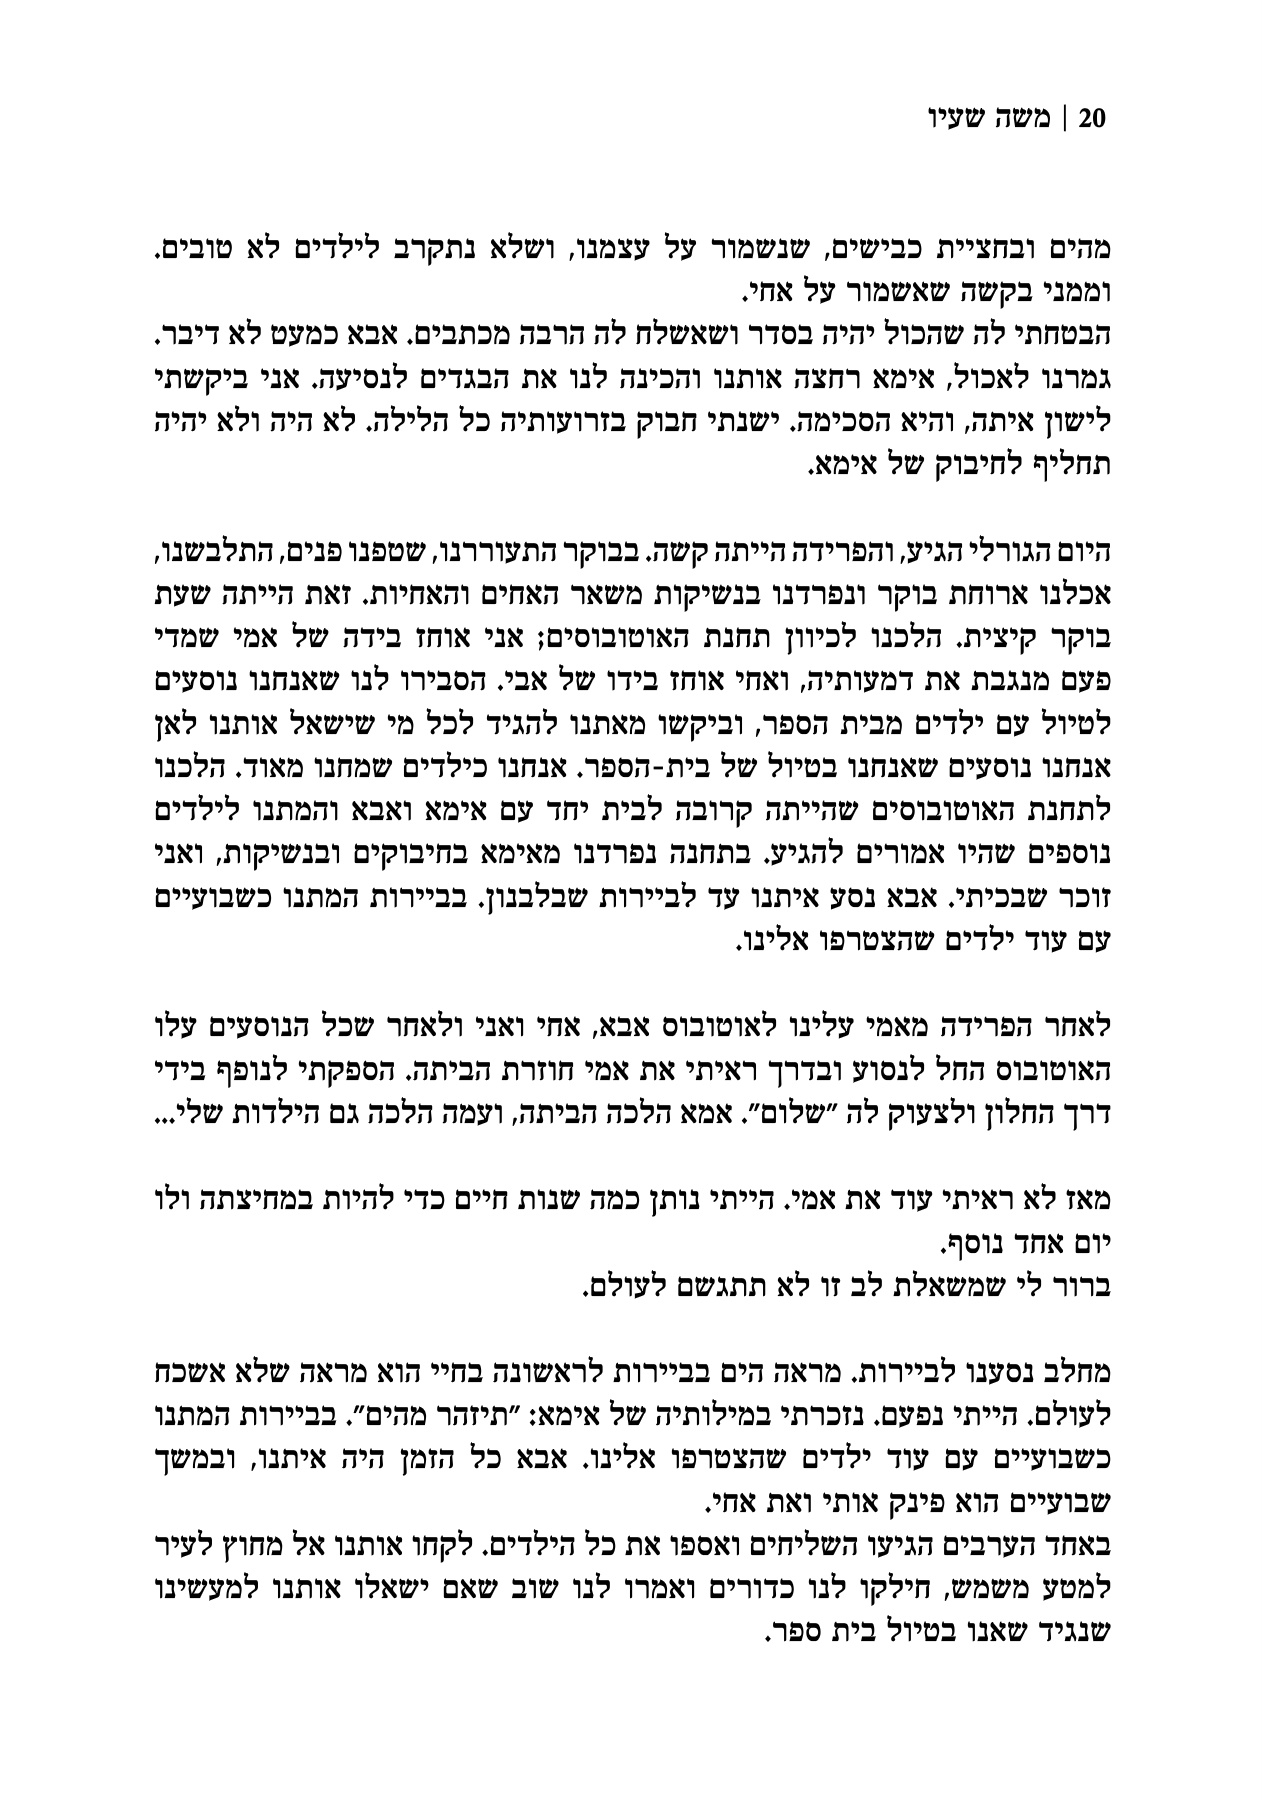 20 | משה שעיו
מהים ובחציית כבישים, שנשמור על עצמנו, ושלא נתקרב לילדים לא טובים.
וממני בקשה שאשמור על אחי.
הבטחתי לה שהכול יהיה בסדר ושאשלח לה הרבה מכתבים. אבא כמעט לא דיבר.
גמרנו לאכול, אימא רחצה אותנו והכינה לנו את הבגדים לנסיעה. אני ביקשתי
לישון איתה, והיא הסכימה. ישנתי חבוק בזרועותיה כל הלילה. לא היה ולא יהיה
תחליף לחיבוק של אימא.
היום הגורלי הגיע, והפרידה הייתה קשה. בבוקר התעוררנו, שטפנו פנים, התלבשנו,
אכלנו ארוחת בוקר ונפרדנו בנשיקות משאר האחים והאחיות. זאת הייתה שעת
בוקר קיצית. הלכנו לכיוון תחנת האוטובוסים; אני אוחז בידה של אמי שמדי
פעם מנגבת את דמעותיה, ואחי אוחז בידו של אבי. הסבירו לנו שאנחנו נוסעים
לטיול עם ילדים מבית הספר, וביקשו מאתנו להגיד לכל מי שישאל אותנו לאן
אנחנו נוסעים שאנחנו בטיול של בית-הספר. אנחנו כילדים שמחנו מאוד. הלכנו
לתחנת האוטובוסים שהייתה קרובה לבית יחד עם אימא ואבא והמתנו לילדים
נוספים שהיו אמורים להגיע. בתחנה נפרדנו מאימא בחיבוקים ובנשיקות, ואני
זוכר שבכיתי. אבא נסע איתנו עד לביירות שבלבנון. בביירות המתנו כשבועיים
עם עוד ילדים שהצטרפו אלינו.
לאחר הפרידה מאמי עלינו לאוטובוס אבא, אחי ואני ולאחר שכל הנוסעים עלו
האוטובוס החל לנסוע ובדרך ראיתי את אמי חוזרת הביתה. הספקתי לנופף בידי
דרך החלון ולצעוק לה "שלום". אמא הלכה הביתה, ועמה הלכה גם הילדות שלי...
מאז לא ראיתי עוד את אמי. הייתי נותן כמה שנות חיים כדי להיות במחיצתה ולו
יום אחד נוסף.
ברור לי שמשאלת לב זו לא תתגשם לעולם.
מחלב נסענו לביירות. מראה הים בביירות לראשונה בחיי הוא מראה שלא אשכח
לעולם. הייתי נפעם. נזכרתי במילותיה של אימא: "תיזהר מהים". בביירות המתנו
כשבועיים עם עוד ילדים שהצטרפו אלינו. אבא כל הזמן היה איתנו, ובמשך
שבועיים הוא פינק אותי ואת אחי.
באחד הערבים הגיעו השליחים ואספו את כל הילדים. לקחו אותנו אל מחוץ לעיר
למטע משמש, חילקו לנו כדורים ואמרו לנו שוב שאם ישאלו אותנו למעשינו
שנגיד שאנו בטיול בית ספר.